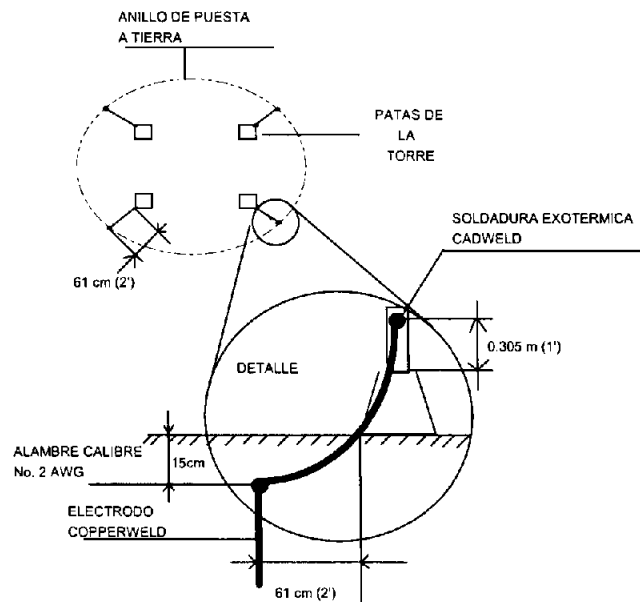 ANILLO DE PUESTA
A TIERRA
PATAS DE
LA
TORRE
SOLDADURA EXOTERMICA
CADWELD
61 cm (2')
0.305 m (1')
DETALLE
ALAMBRE CALIBRE
No. 2 AWG
15cm
ELECTRODO
COPPERWELD
61 cm (2')